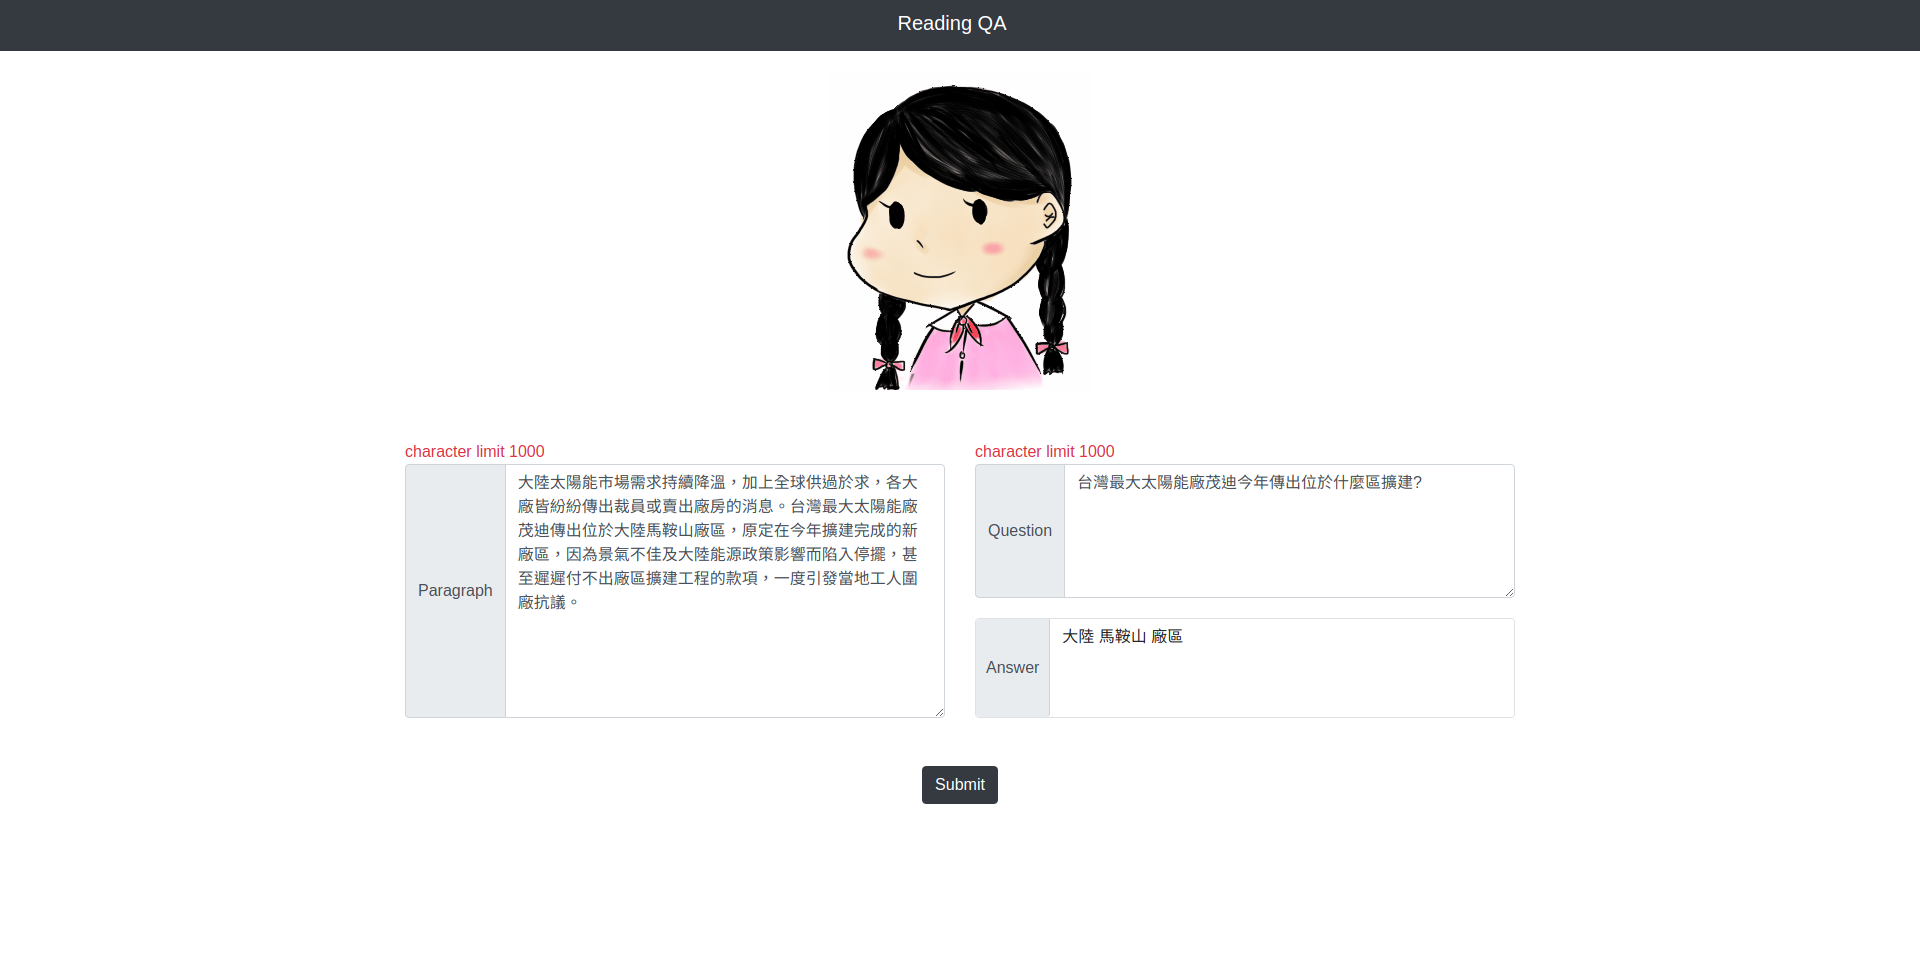 Reading QA
character limit 1000
Paragraph
大陸太陽能市場需求持續降溫，加上全球供過於求，各大
廠皆紛紛傳出裁員或賣出廠房的消息。台灣最大太陽能廠
茂迪傳出位於大陸馬鞍山廠區，原定在今年擴建完成的新
廠區，因為景氣不佳及大陸能源政策影響而陷入停擺，甚
至遲遲付不出廠區擴建工程的款項，一度引發當地工人圍
廠抗議。
character limit 1000
Question
台灣最大太陽能廠茂迪今年傳出位於什麼區擴建?
Answer
大陸 馬鞍山 廠區
Submit